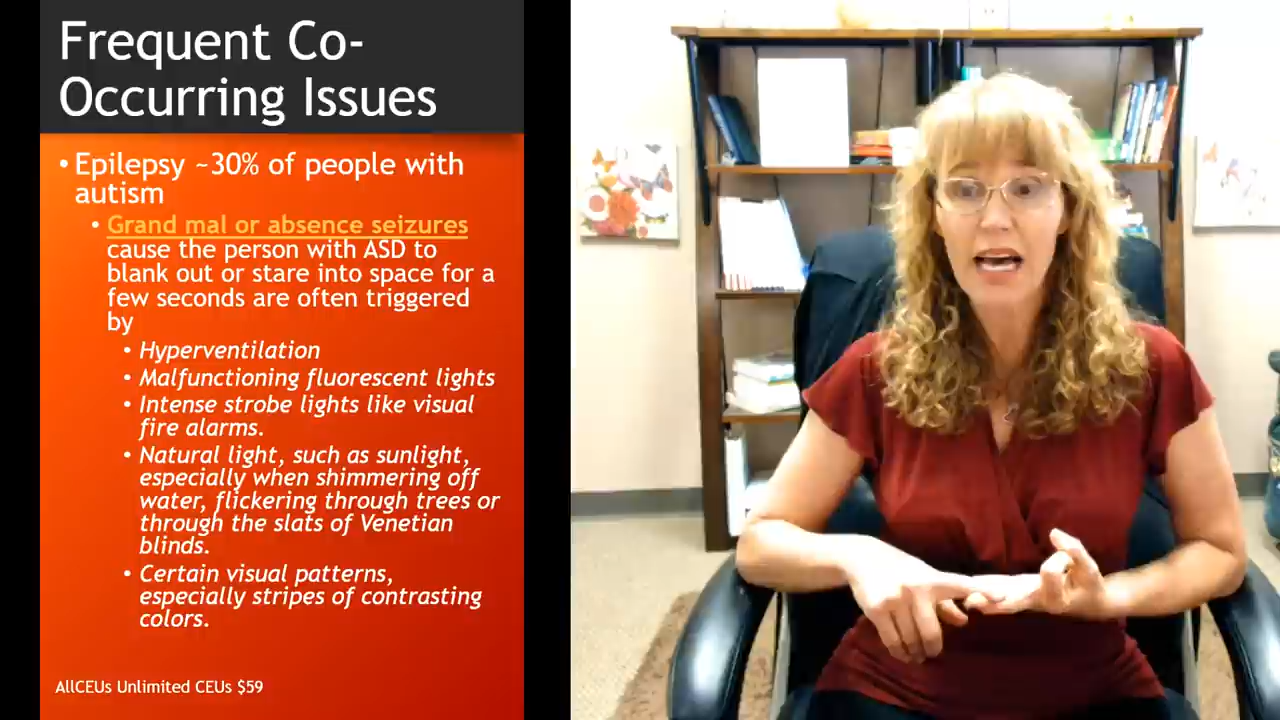 Frequent Co-
Occurring Issues
• Epilepsy ~30% of people with
autism
• Grand mal or absence seizures
cause the person with ASD to
blank out or stare into space for a
few seconds are often triggered
by
• Hyperventilation
• Malfunctioning fluorescent lights
• Intense strobe lights like visual
fire alarms.
• Natural light, such as sunlight,
especially when shimmering off
water, flickering through trees or
through the slats of Venetian
blinds.
• Certain visual patterns,
especially stripes of contrasting
colors.
AllCEUs Unlimited CEUs $59